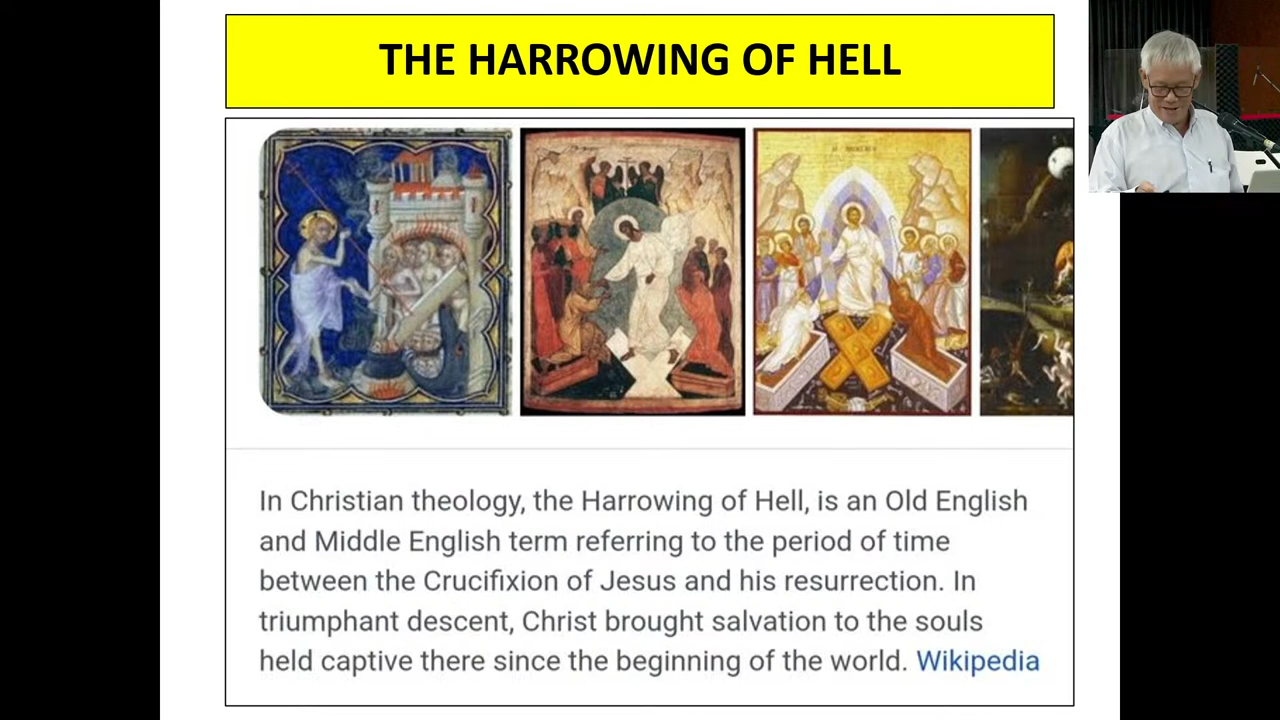 THE HARROWING OF HELL
In Christian theology, the Harrowing of Hell, is an Old English
and Middle English term referring to the period of time
between the Crucifixion of Jesus and his resurrection. In
triumphant descent, Christ brought salvation to the souls
held captive there since the beginning of the world. Wikipedia